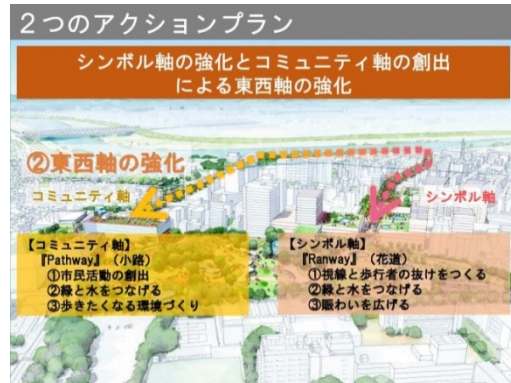 2つのアクションプラン
シンボル軸の強化とコミュニティ軸の創出
による東西軸の強化
②東西軸の強化
コミュニティ軸
シンボル軸
【コミュニティ軸】
『Pathway』（小路）
①市民活動の創出
②緑と水をつなげる
③歩きたくなる環境づくり
【シンボル軸】
『Ranway』（花道）
①視線と歩行者の抜けをつくる
②緑と水をつなげる
③賑わいを広げる